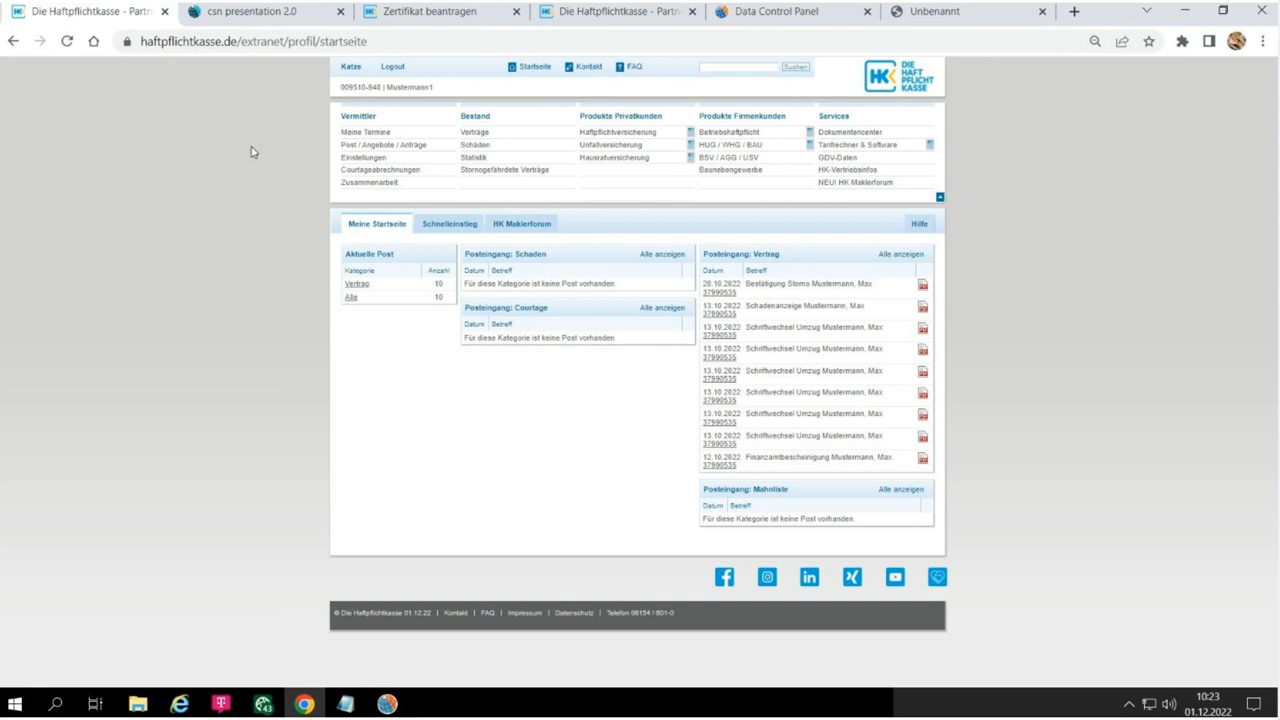 Die Haftpflichtkasse - Partn
csn presentation 2.0
Zertifikat beantragen
Die Haftpflichtkasse - Partn
Data Control Panel
Unbenannt
haftpflichtkasse.de/extranet/profil/startseite
Katze Logout Startseite Kontakt FAQ Suchen
DIE HAFT PFLICHT KASSE
009510-948 | Mustermann1
Vermittler Bestand Produkte Privatkunden Produkte Firmenkunden Services
Meine Termine Verträge Haftpflichtversicherung Betriebshaftpflicht Dokumentencenter
Post / Angebote / Anträge Schäden Unfallversicherung HUG / WHG / BAU Tarifrechner & Software
Einstellungen Statistik Hausratversicherung BSV / AGG / USV GDV-Daten
Courtageabrechnungen Stornogefährdete Verträge Baunebengewerbe HK-Vertriebsinfos
Zusammenarbeit NEU! HK Maklerforum
Meine Startseite Schnelleinstieg HK Maklerforum Hilfe
Aktuelle Post
Kategorie Anzahl
Vertrag 10
Alle 10
Posteingang: Schaden Alle anzeigen
Datum Betreff
Für diese Kategorie ist keine Post vorhanden.
Posteingang: Courtage Alle anzeigen
Datum Betreff
Für diese Kategorie ist keine Post vorhanden.
Posteingang: Vertrag Alle anzeigen
Datum Betreff
28.10.2022 Bestätigung Storno Mustermann, Max
37990535
13.10.2022 Schadenanzeige Mustermann, Max
37990535
13.10.2022 Schriftwechsel Umzug Mustermann, Max
37990535
13.10.2022 Schriftwechsel Umzug Mustermann, Max
37990535
13.10.2022 Schriftwechsel Umzug Mustermann, Max
37990535
13.10.2022 Schriftwechsel Umzug Mustermann, Max
37990535
13.10.2022 Schriftwechsel Umzug Mustermann, Max
37990535
13.10.2022 Schriftwechsel Umzug Mustermann, Max
37990535
12.10.2022 Finanzamtbescheinigung Mustermann, Max
37990535
Posteingang: Mahnliste Alle anzeigen
Datum Betreff
Für diese Kategorie ist keine Post vorhanden.
© Die Haftpflichtkasse 01.12.22 | Kontakt | FAQ | Impressum | Datenschutz | Telefon 06154 / 601-0
10:23
01.12.2022